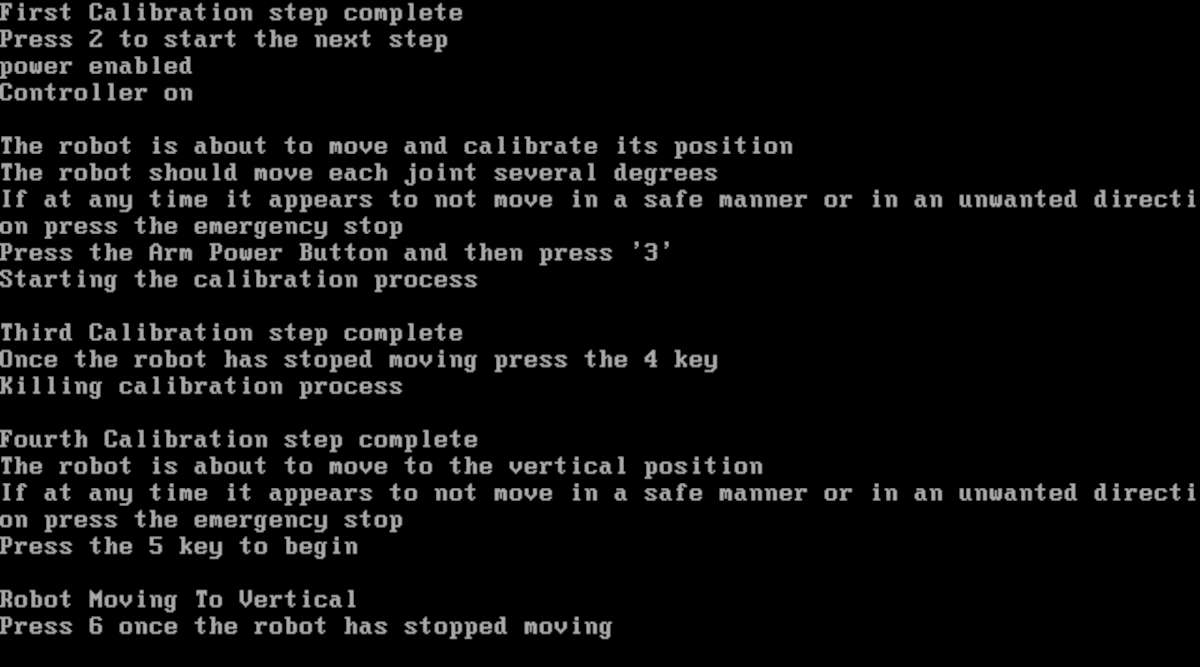 First Calibration step complete
Press 2 to start the next step
power enabled
Controller on
The robot is about to move and calibrate its position
The robot should move each joint several degrees
If at any time it appears to not move in a safe manner or in an unwanted directi
on press the emergency stop
Press the Arm Power Button and then press '3'
Starting the calibration process
Third Calibration step complete
Once the robot has stoped moving press the 4 key
Killing calibration process
Fourth Calibration step complete
The robot is about to move to the vertical position
If at any time it appears to not move in a safe manner or in an unwanted directi
on press the emergency stop
Press the 5 key to begin
Robot Moving To Vertical
Press 6 once the robot has stopped moving